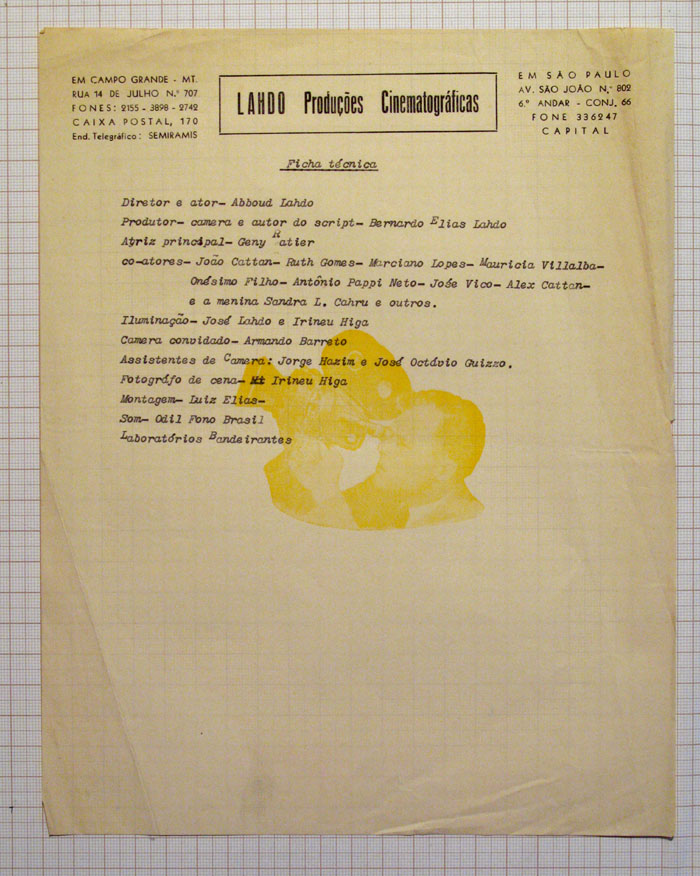 EM CAMPO GRANDE - MT.
RUA 14 DE JULHO N.º 707
FONES: 2155 - 3898 - 2742
CAIXA POSTAL, 170
End. Telegráfico: SEMIRAMIS
LAHDO Produções Cinematográficas
EM SÃO PAULO
AV. SÃO JOÃO N.º 802
6.º ANDAR - CONJ. 66
FONE 336247
CAPITAL
Ficha técnica
Diretor e ator- Abboud Lahdo
Produtor- camera e autor do script- Bernardo Elias Lahdo
Atriz principal- Geny Katier
co-atores- João Cattan- Ruth Gomes- Marciano Lopes- Mauricia Villalba-
Onésimo Filho- Antônio Pappi Neto- José Vico- Alex Cattan-
e a menina Sandra L. Cahru e outros.
Iluminação- José Lahdo e Irineu Higa
Camera convidado- Armando Barreto
Assistentes de Camera: Jorge Haxim e José Octávio Guizzo.
Fotográfo de cena- Irineu Higa
Montagem- Luiz Elias-
Som- Odil Fono Brasil
Laboratórios Bandeirantes